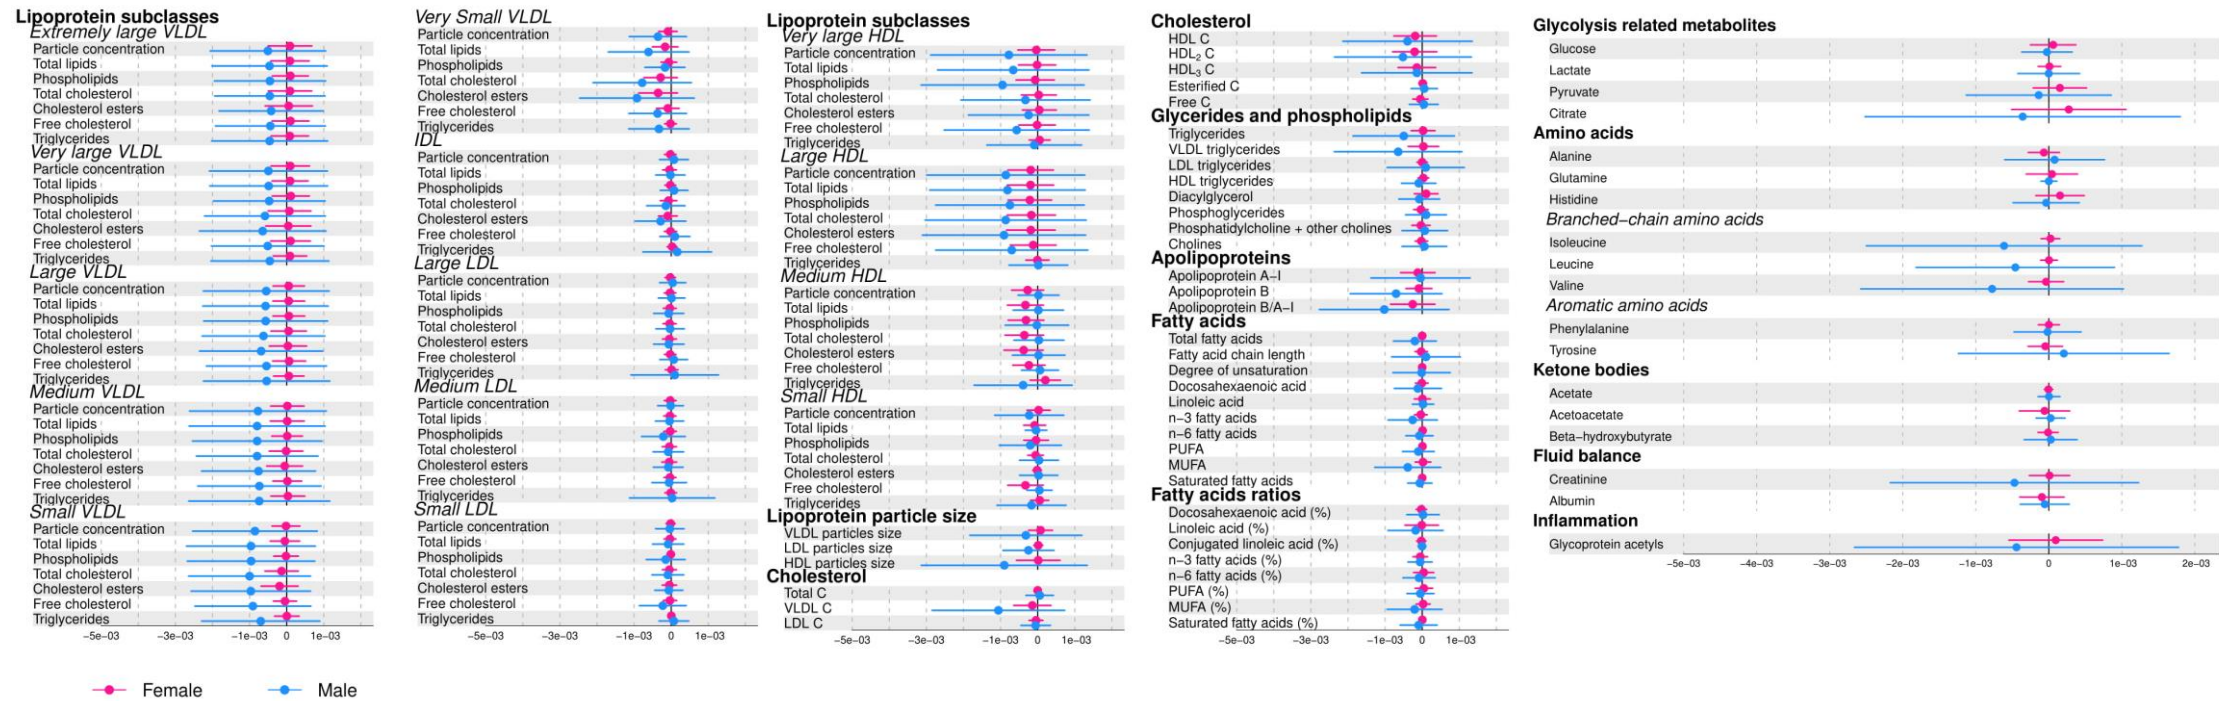 Lipoprotein subclasses
Extremely large VLDL
Particle concentration
Total lipids
Phospholipids
Total cholesterol
Cholesterol esters
Free cholesterol
Triglycerides
Very large VLDL
Particle concentration
Total lipids
Phospholipids
Total cholesterol
Cholesterol esters
Free cholesterol
Triglycerides
Large VLDL
Particle concentration
Total lipids
Phospholipids
Total cholesterol
Cholesterol esters
Free cholesterol
Triglycerides
Medium VLDL
Particle concentration
Total lipids
Phospholipids
Total cholesterol
Cholesterol esters
Free cholesterol
Triglycerides
Small VLDL
Particle concentration
Total lipids
Phospholipids
Total cholesterol
Cholesterol esters
Free cholesterol
Triglycerides
−5e−03 −3e−03 −1e−03 0 1e−03
Very Small VLDL
Particle concentration
Total lipids
Phospholipids
Total cholesterol
Cholesterol esters
Free cholesterol
Triglycerides
IDL
Particle concentration
Total lipids
Phospholipids
Total cholesterol
Cholesterol esters
Free cholesterol
Triglycerides
Large LDL
Particle concentration
Total lipids
Phospholipids
Total cholesterol
Cholesterol esters
Free cholesterol
Triglycerides
Medium LDL
Particle concentration
Total lipids
Phospholipids
Total cholesterol
Cholesterol esters
Free cholesterol
Triglycerides
Small LDL
Particle concentration
Total lipids
Phospholipids
Total cholesterol
Cholesterol esters
Free cholesterol
Triglycerides
−5e−03 −3e−03 −1e−03 0 1e−03
Lipoprotein subclasses
Very large HDL
Particle concentration
Total lipids
Phospholipids
Total cholesterol
Cholesterol esters
Free cholesterol
Triglycerides
Large HDL
Particle concentration
Total lipids
Phospholipids
Total cholesterol
Cholesterol esters
Free cholesterol
Triglycerides
Medium HDL
Particle concentration
Total lipids
Phospholipids
Total cholesterol
Cholesterol esters
Free cholesterol
Triglycerides
Small HDL
Particle concentration
Total lipids
Phospholipids
Total cholesterol
Cholesterol esters
Free cholesterol
Triglycerides
Lipoprotein particle size
VLDL particles size
LDL particles size
HDL particles size
Cholesterol
Total C
VLDL C
LDL C
−5e−03 −3e−03 −1e−03 0 1e−03
Cholesterol
HDL C
HDL₂ C
HDL₃ C
Esterified C
Free C
Glycerides and phospholipids
Triglycerides
VLDL triglycerides
LDL triglycerides
HDL triglycerides
Diacylglycerol
Phosphoglycerides
Phosphatidylcholine + other cholines
Cholines
Apolipoproteins
Apolipoprotein A−I
Apolipoprotein B
Apolipoprotein B/A−I
Fatty acids
Total fatty acids
Fatty acid chain length
Degree of unsaturation
Docosahexaenoic acid
Linoleic acid
n−3 fatty acids
n−6 fatty acids
PUFA
MUFA
Saturated fatty acids
Fatty acids ratios
Docosahexaenoic acid (%)
Linoleic acid (%)
Conjugated linoleic acid (%)
n−3 fatty acids (%)
n−6 fatty acids (%)
PUFA (%)
MUFA (%)
Saturated fatty acids (%)
−5e−03 −3e−03 −1e−03 0 1e−03
Glycolysis related metabolites
Glucose
Lactate
Pyruvate
Citrate
Amino acids
Alanine
Glutamine
Histidine
Branched−chain amino acids
Isoleucine
Leucine
Valine
Aromatic amino acids
Phenylalanine
Tyrosine
Ketone bodies
Acetate
Acetoacetate
Beta−hydroxybutyrate
Fluid balance
Creatinine
Albumin
Inflammation
Glycoprotein acetyls
−5e−03 −4e−03 −3e−03 −2e−03 −1e−03 0 1e−03 2e−03
Female Male